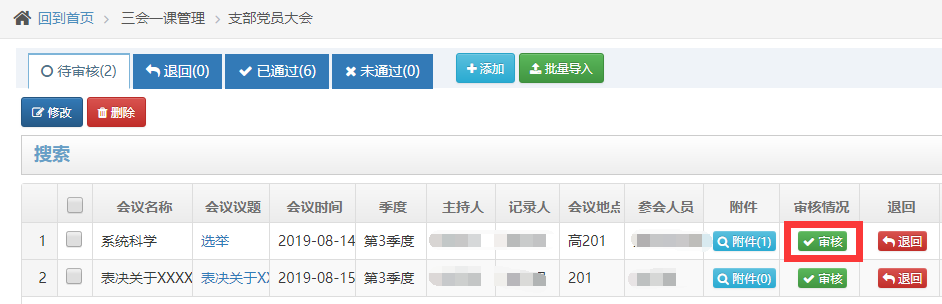 回到首页 三会一课管理 支部党员大会
待审核(2) 退回(0) 已通过(6) 未通过(0) 添加 批量导入
修改 删除
搜索
会议名称 会议议题 会议时间 季度 主持人 记录人 会议地点 参会人员 附件 审核情况 退回
1 系统科学 选举 2019-08-14 第3季度 高201 附件(1) 审核 退回
2 表决关于XXXX 表决关于XX 2019-08-15 第3季度 201 附件(0) 审核 退回